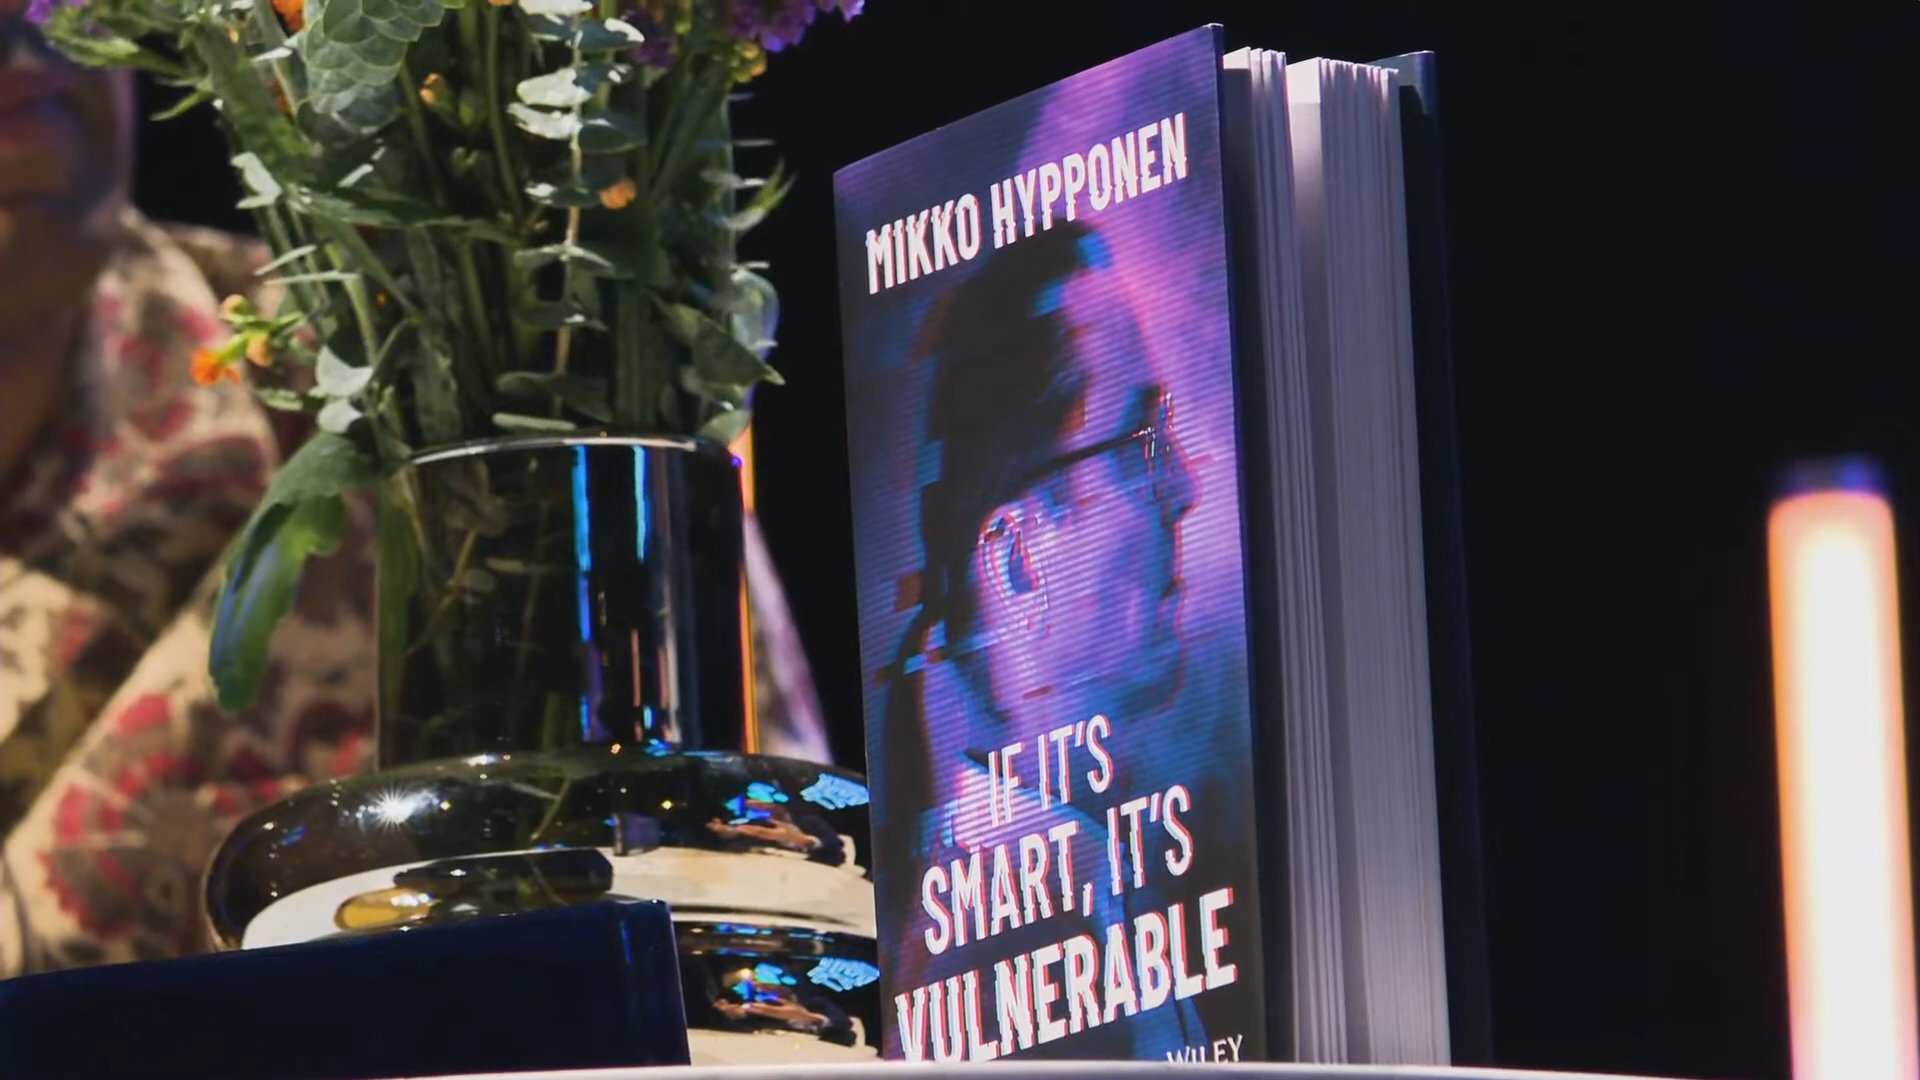 MIKKO HYPPONEN
IF IT'S
SMART, IT'S
VULNERABLE
WILEY